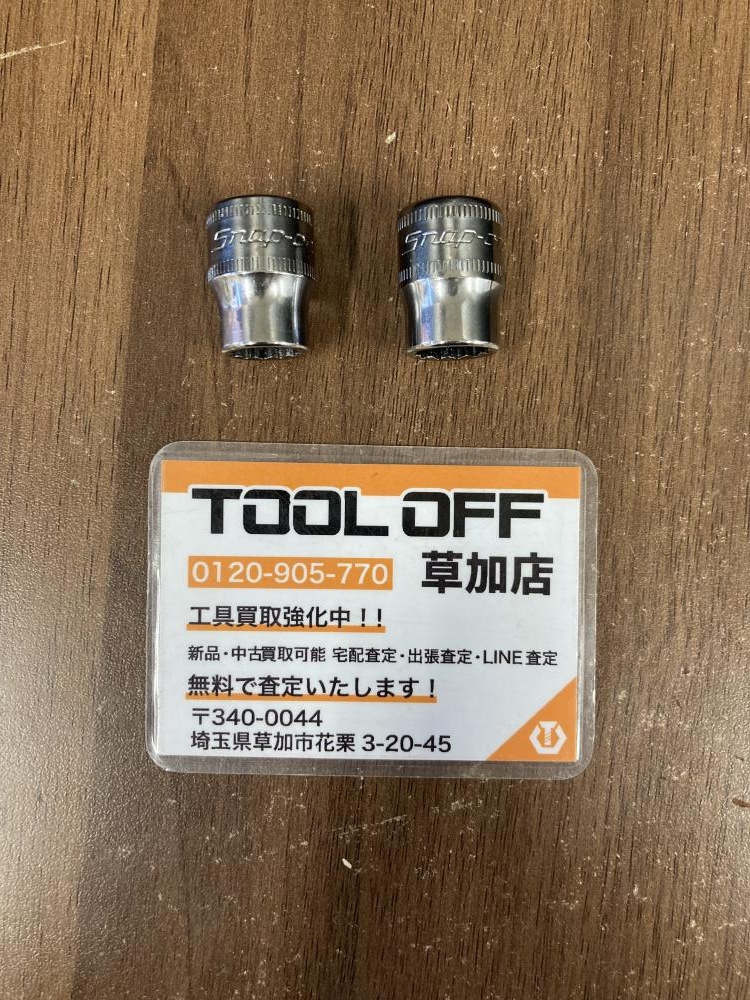 Snap-o
Snap-o
TOOL OFF
0120-905-770 草加店
工具買取強化中！！
新品・中古買取可能 宅配査定・出張査定・LINE査定
無料で査定いたします！
〒340-0044
埼玉県草加市花栗 3-20-45